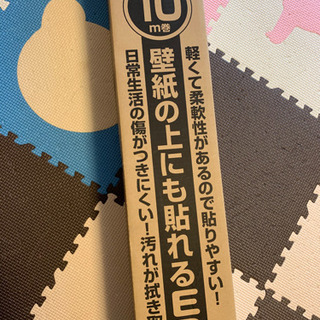 10
m巻
軽くて柔軟性があるので貼りやすい!
壁紙の上にも貼れる
日常生活の傷がつきにくい!汚れが拭き